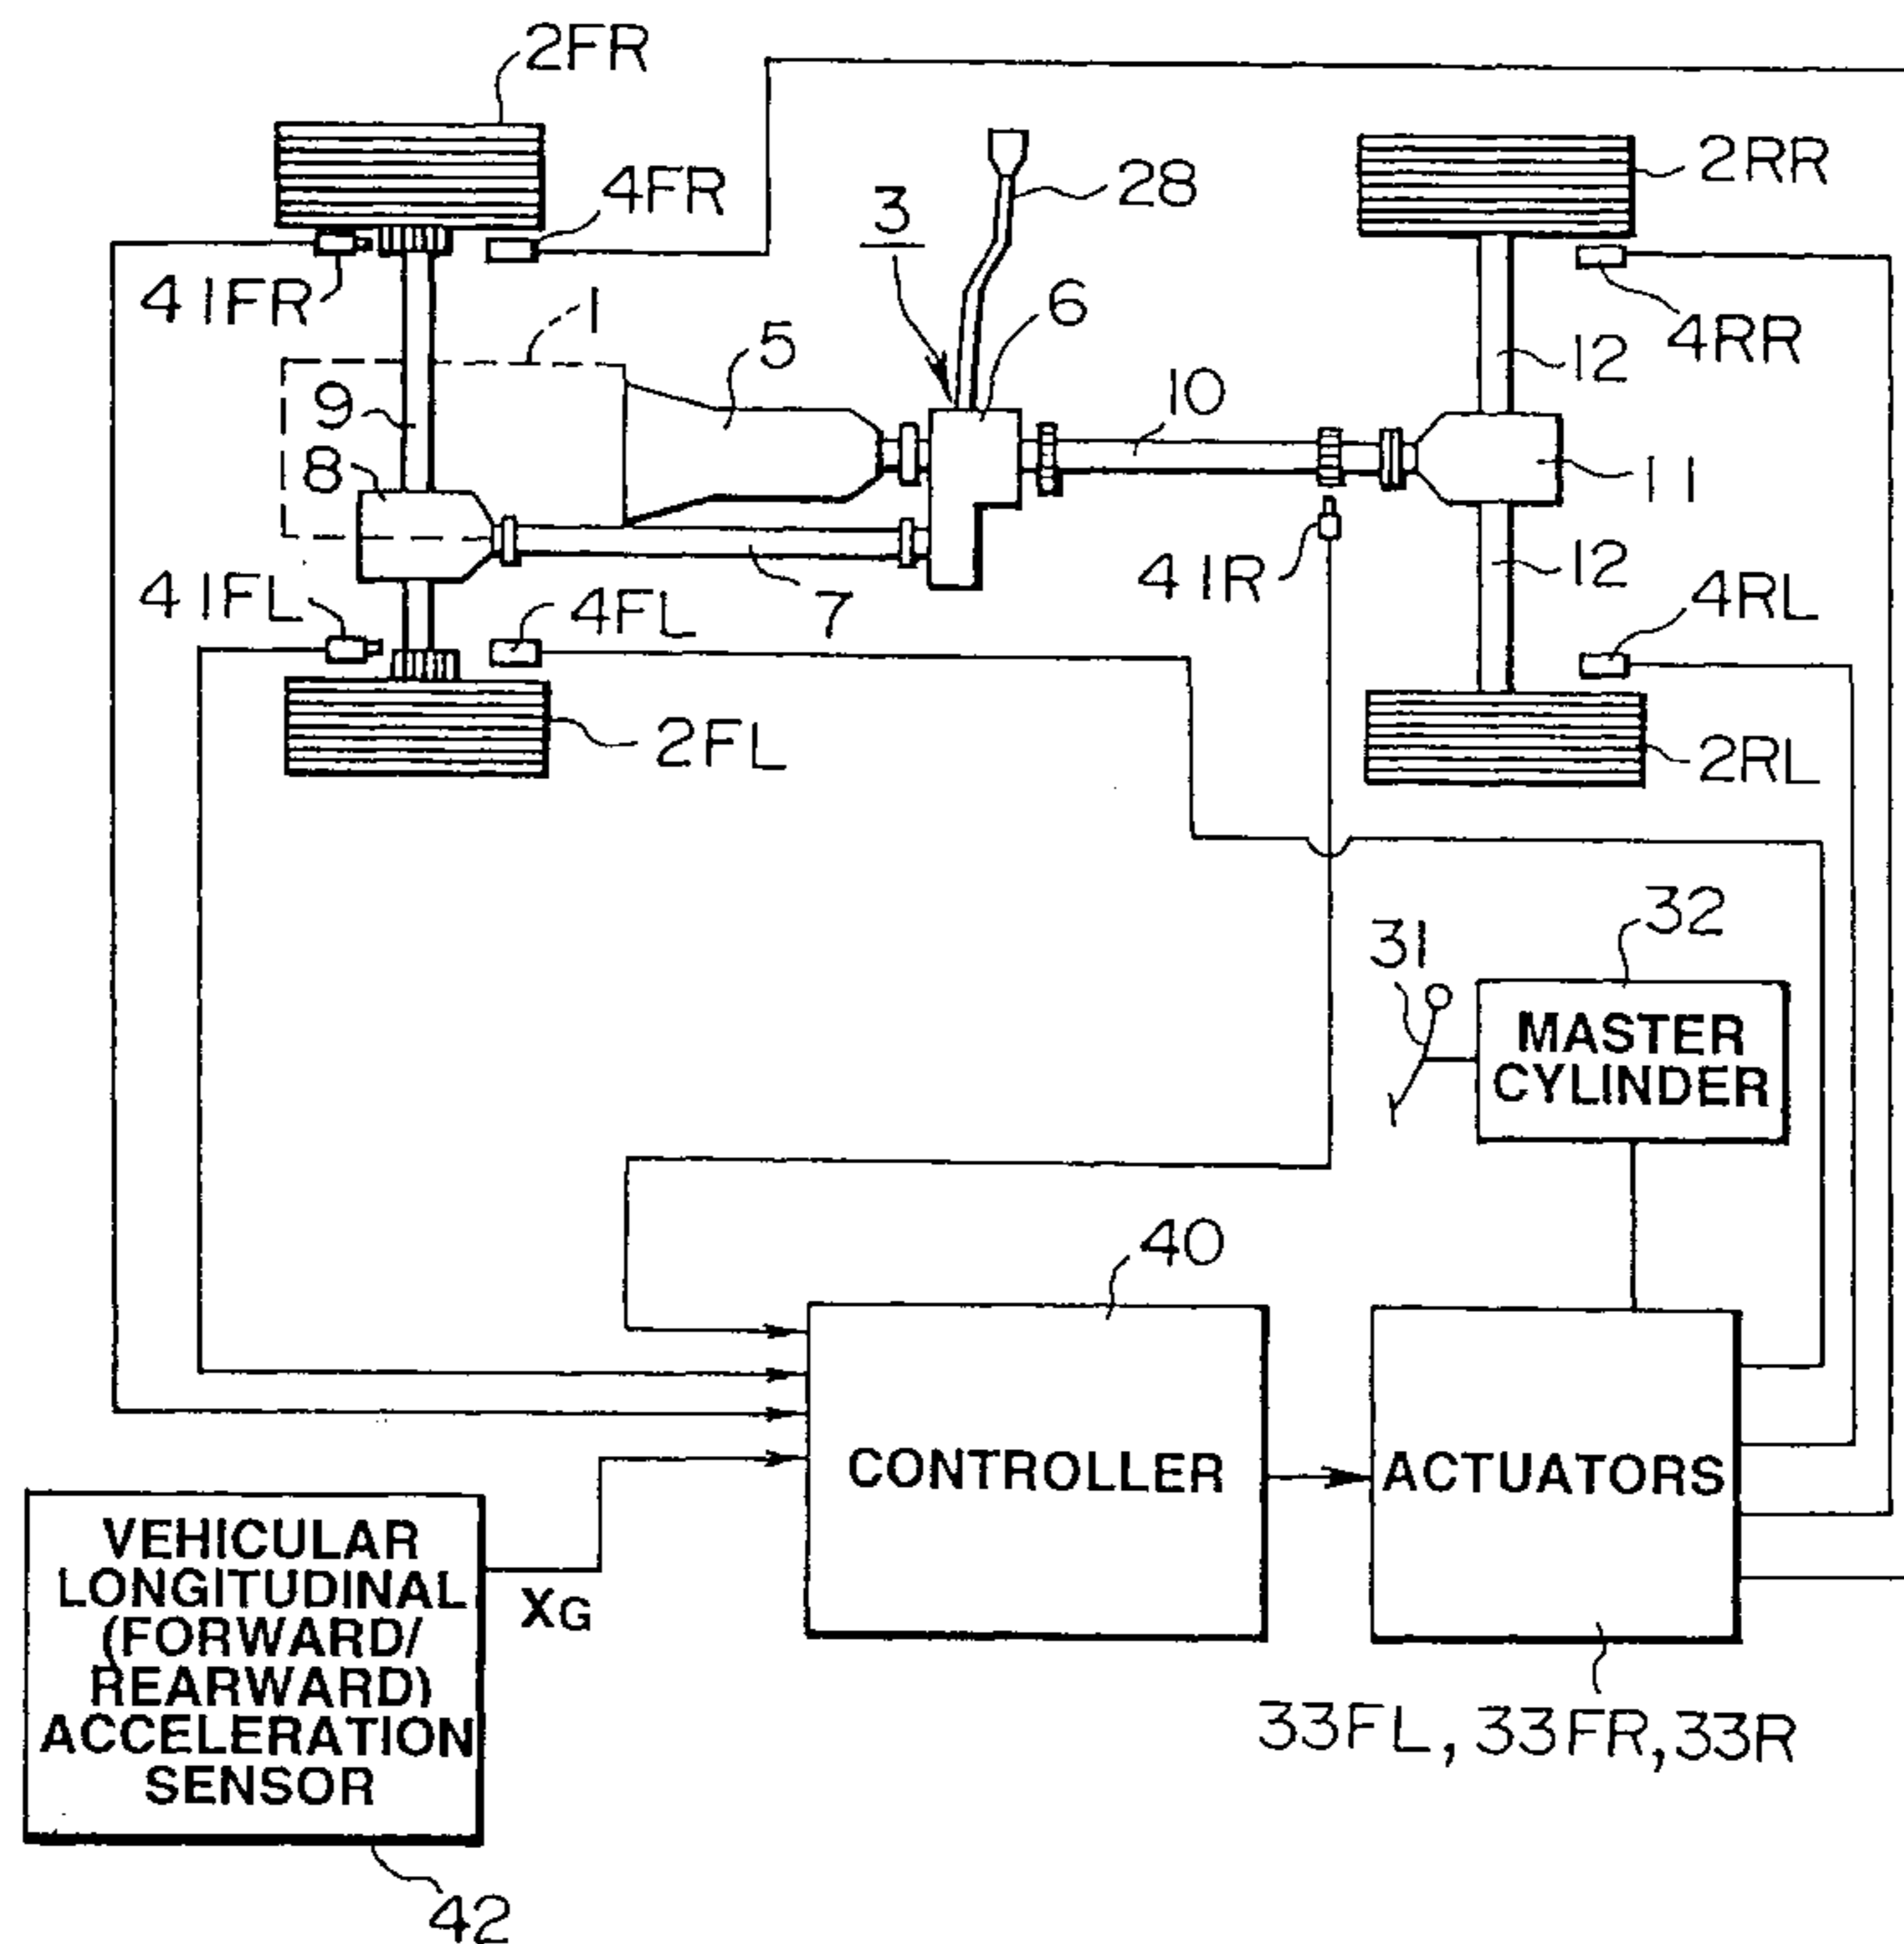 2FR
4FR
28
2RR
3
41FR
1
6
4RR
5
12
9
10
8
11
41FL
4FL
7
41R
12
4RL
2FL
2RL
32
31
MASTER
CYLINDER
40
CONTROLLER
ACTUATORS
VEHICULAR
LONGITUDINAL
(FORWARD/
REARWARD)
ACCELERATION
SENSOR
XG
33FL, 33FR, 33R
42